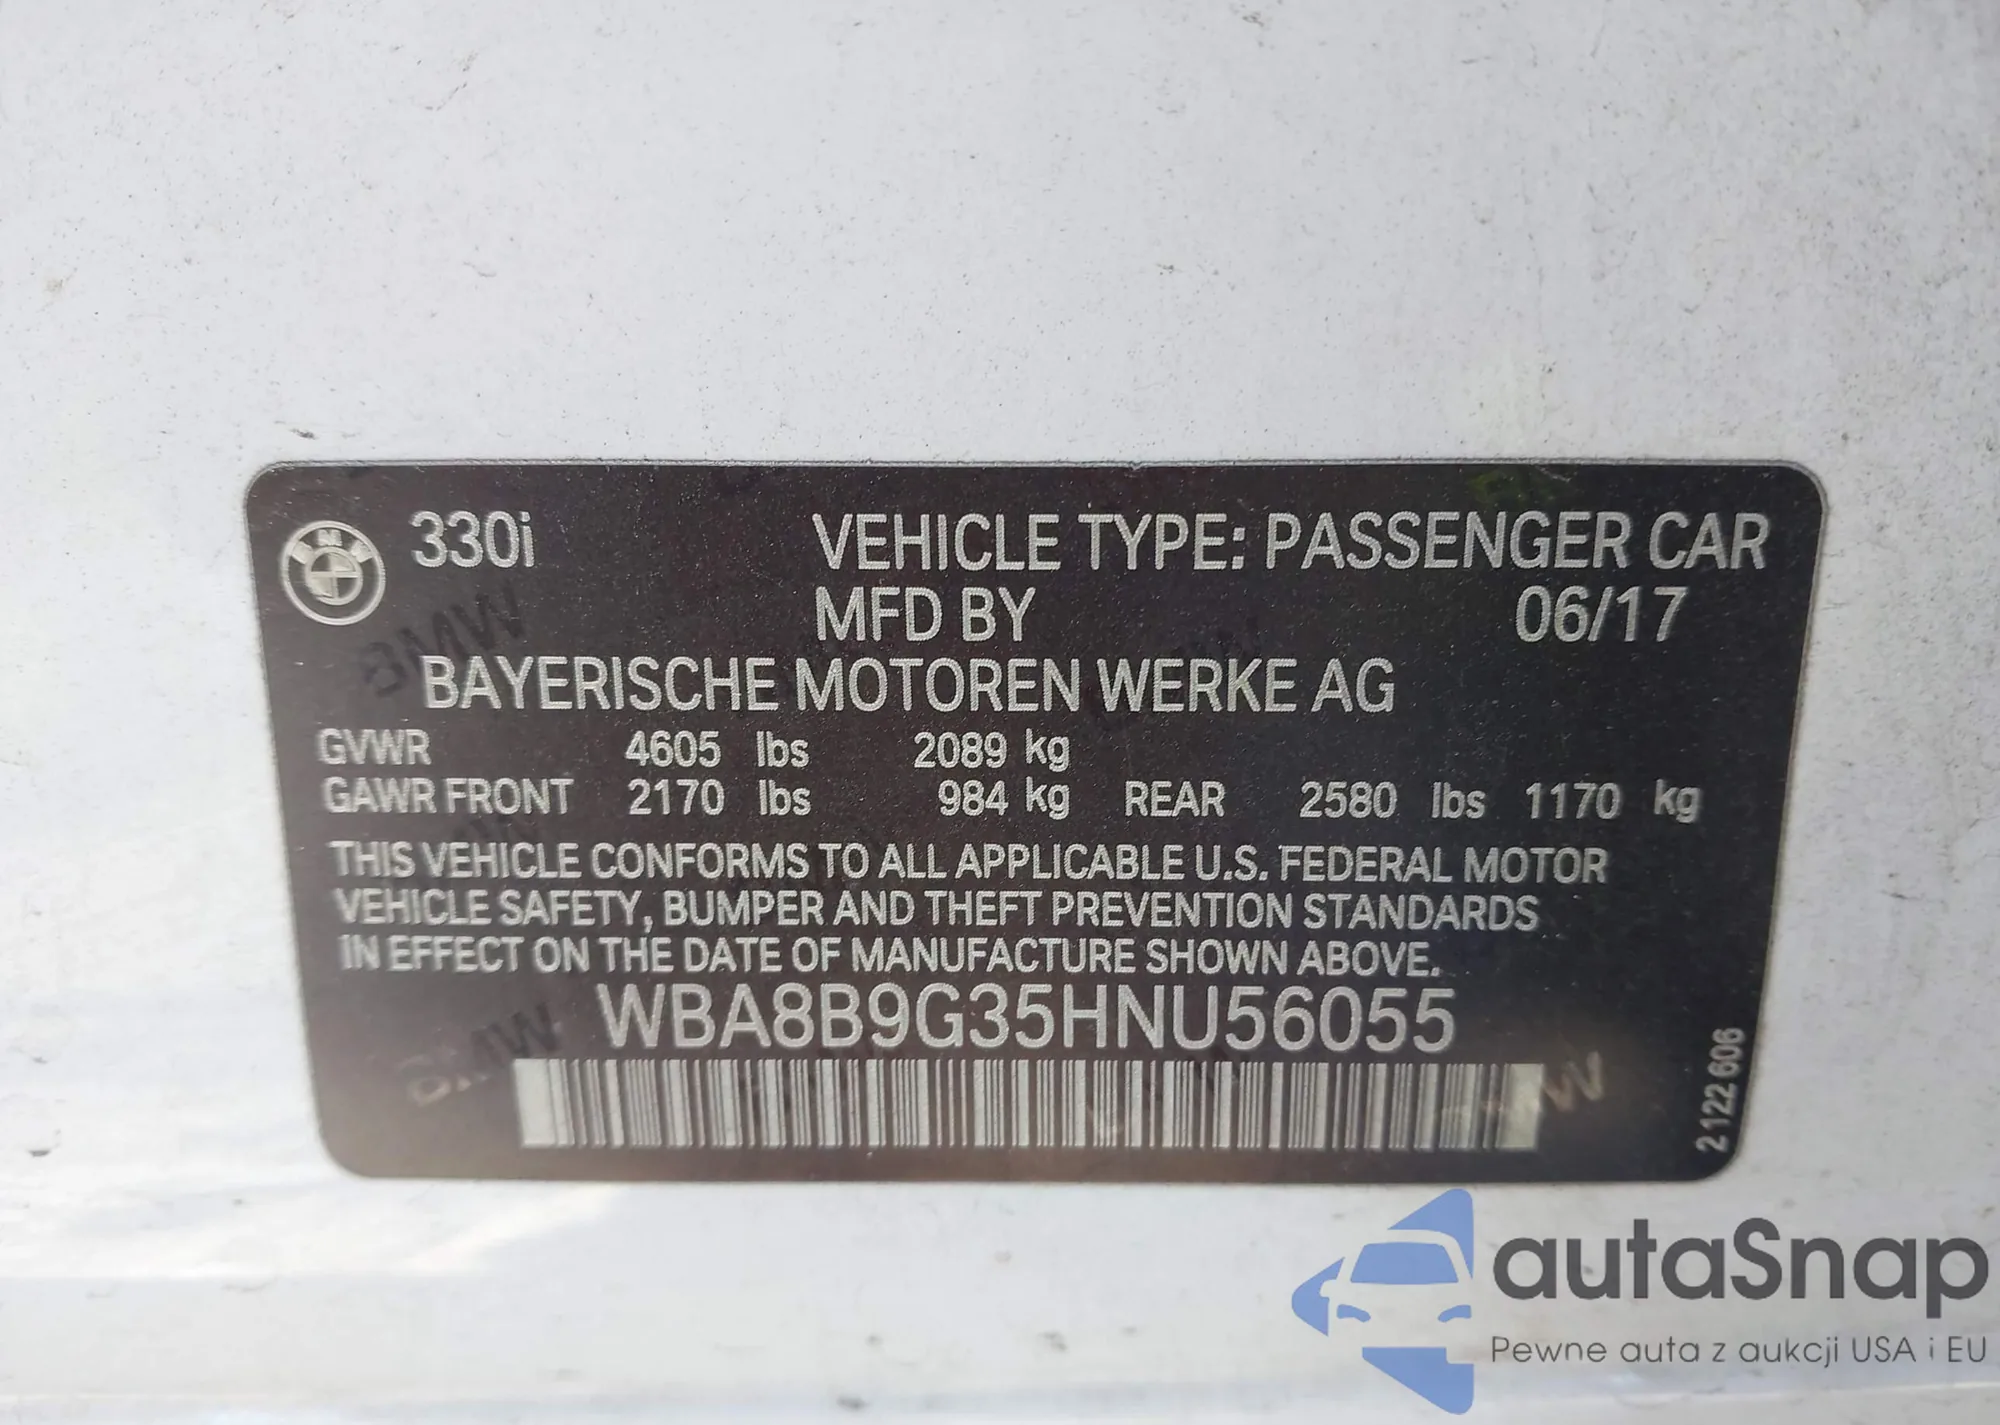 BMW 330i VEHICLE TYPE: PASSENGER CAR
MFD BY 06/17
BAYERISCHE MOTOREN WERKE AG
GVWR 4605 lbs 2089 kg
GAWR FRONT 2170 lbs 984 kg REAR 2580 lbs 1170 kg
THIS VEHICLE CONFORMS TO ALL APPLICABLE U.S. FEDERAL MOTOR
VEHICLE SAFETY, BUMPER AND THEFT PREVENTION STANDARDS
IN EFFECT ON THE DATE OF MANUFACTURE SHOWN ABOVE.
WBA8B9G35HNU56055
2122606
autaSnap
Pewne auta z aukcji USA i EU